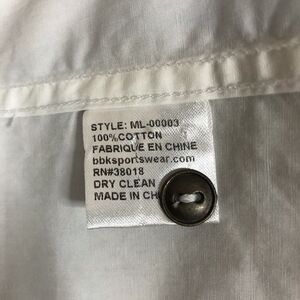 STYLE: ML-00003
100%COTTON
FABRIQUE EN CHINE
bbksportswear.com
RN#38018
DRY CLEAN
MADE IN CH